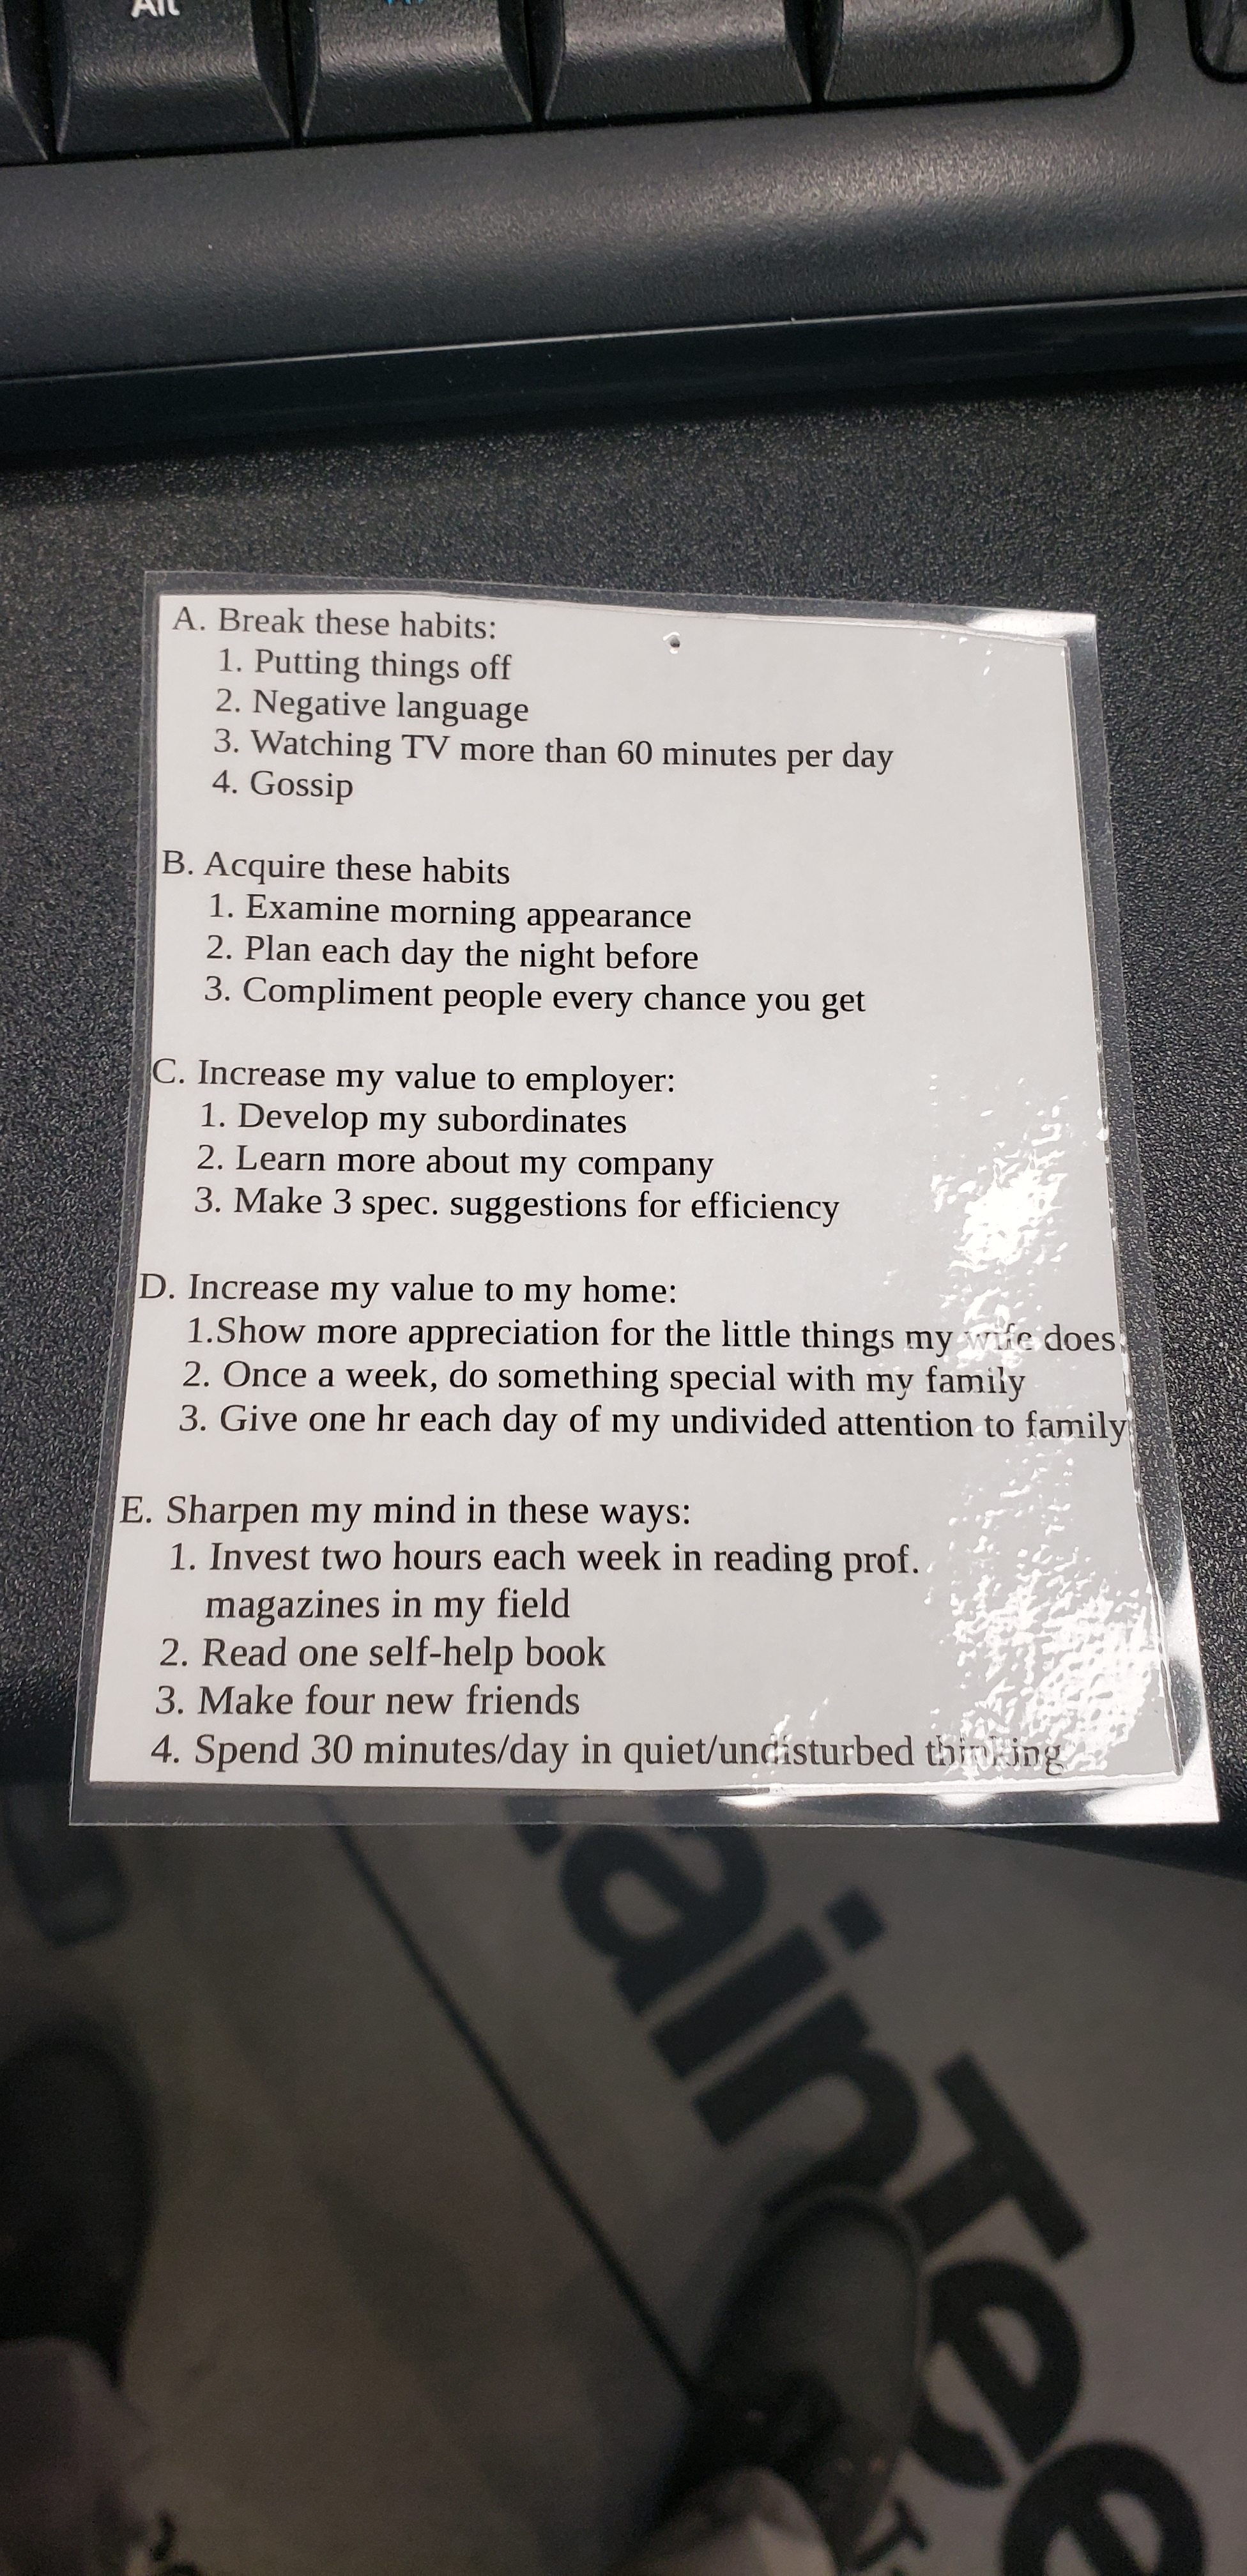 Alt
A. Break these habits:
1. Putting things off
2. Negative language
3. Watching TV more than 60 minutes per day
4. Gossip
B. Acquire these habits
1. Examine morning appearance
2. Plan each day the night before
3. Compliment people every chance you get
C. Increase my value to employer:
1. Develop my subordinates
2. Learn more about my company
3. Make 3 spec. suggestions for efficiency
D. Increase my value to my home:
1.Show more appreciation for the little things my wife does
2. Once a week, do something special with my family
3. Give one hr each day of my undivided attention to family
E. Sharpen my mind in these ways:
1. Invest two hours each week in reading prof.
magazines in my field
2. Read one self-help book
3. Make four new friends
4. Spend 30 minutes/day in quiet/undisturbed thinking